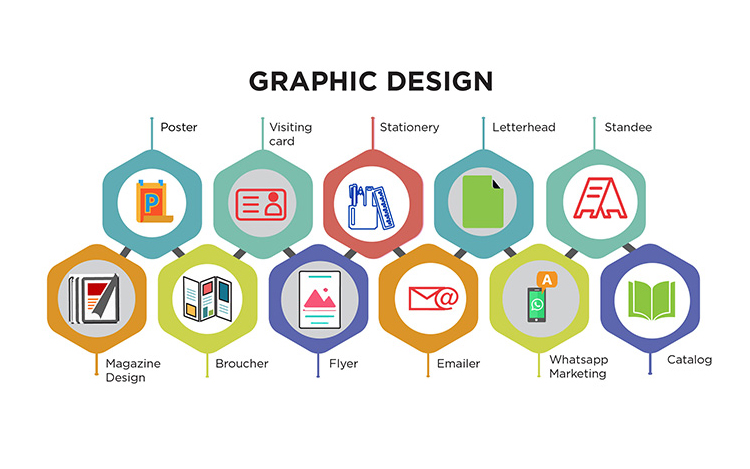 GRAPHIC DESIGN
Poster
Visiting
card
Stationery
Letterhead
Standee
P
A
Magazine
Design
Broucher
Flyer
Emailer
Whatsapp
Marketing
Catalog